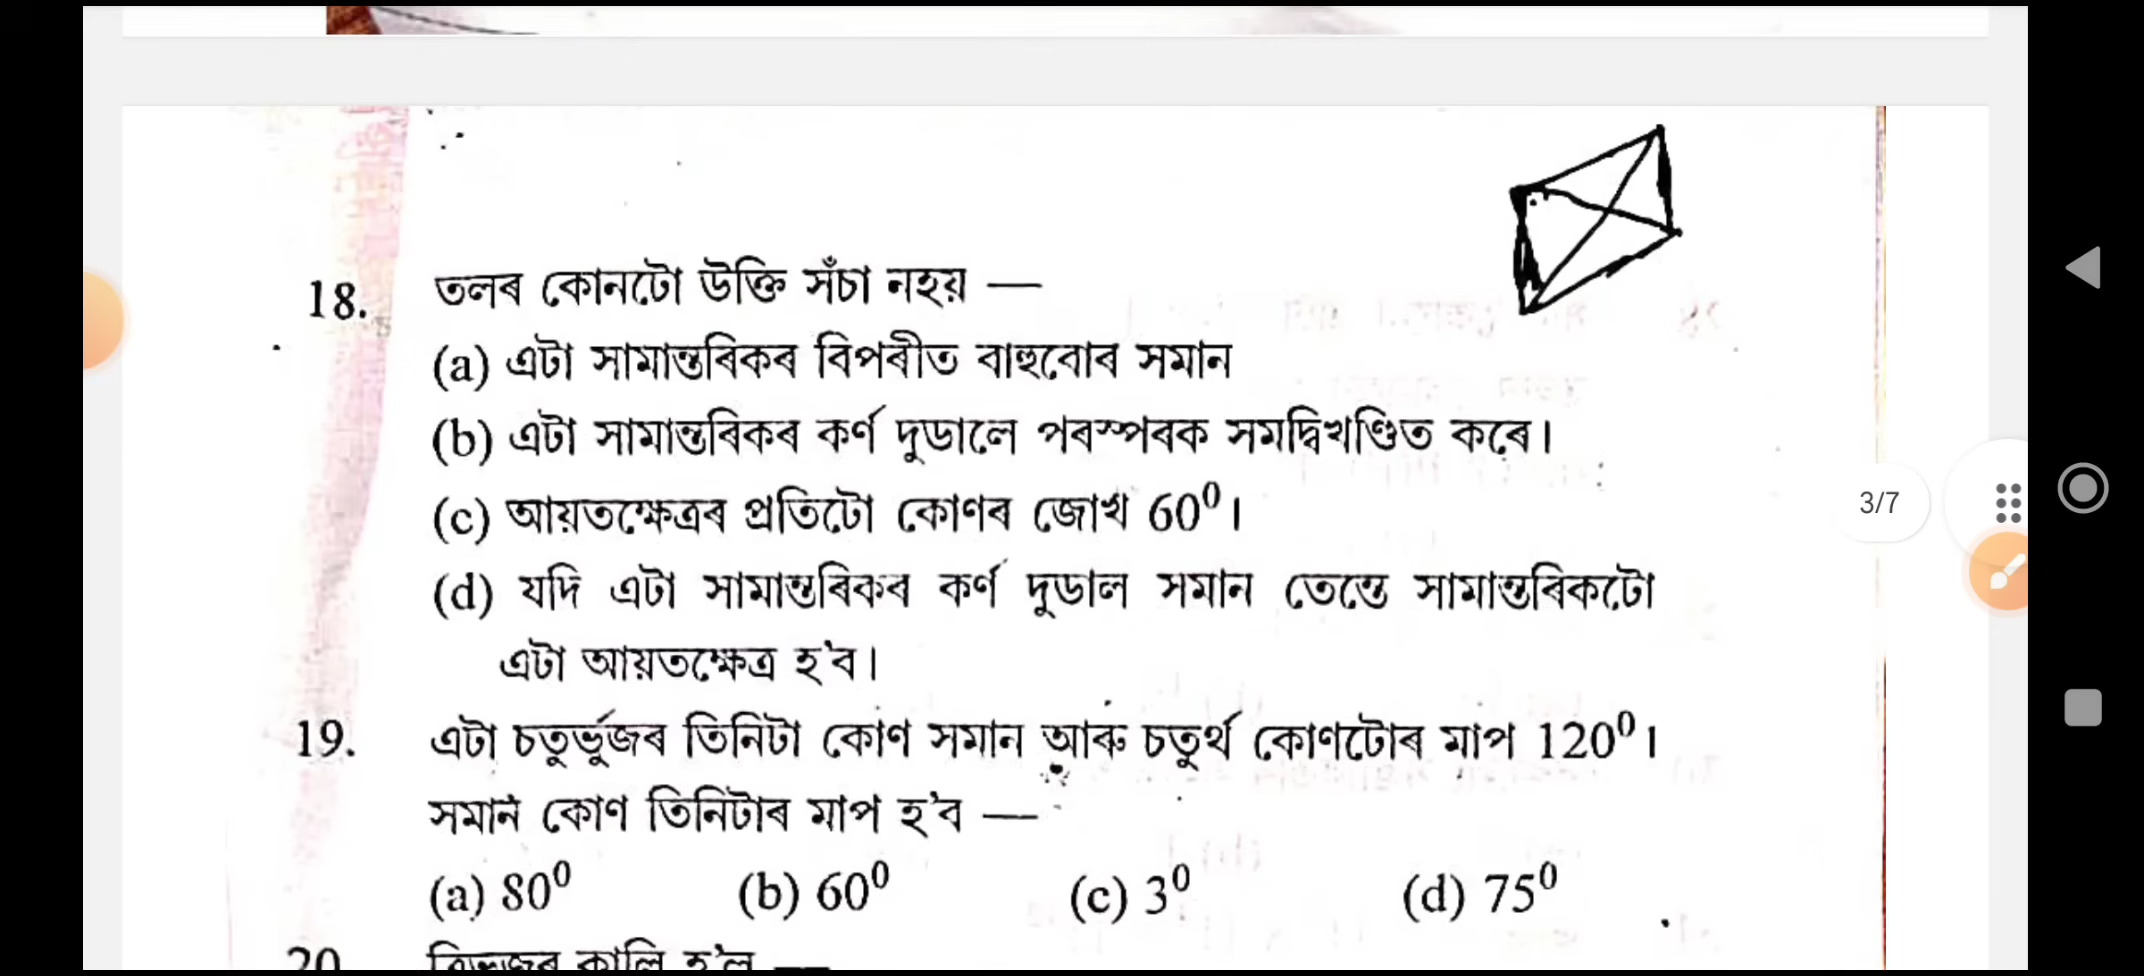 18. তলৰ কোনটো উক্তি সঁচা নহয় —
(a) এটা সামান্তৰিকৰ বিপৰীত বাহুবোৰ সমান
(b) এটা সামান্তৰিকৰ কৰ্ণ দুডালে পৰস্পৰক সমদ্বিখণ্ডিত কৰে।
(c) আয়তক্ষেত্ৰৰ প্ৰতিটো কোণৰ জোখ 60⁰।
(d) যদি এটা সামান্তৰিকৰ কৰ্ণ দুডাল সমান তেন্তে সামান্তৰিকটো
এটা আয়তক্ষেত্ৰ হ'ব।
3/7
19. এটা চতুৰ্ভুজৰ তিনিটা কোণ সমান আৰু চতুৰ্থ কোণটোৰ মাপ 120⁰।
সমান কোণ তিনিটাৰ মাপ হ'ব —
(a) 80⁰ (b) 60⁰ (c) 3⁰ (d) 75⁰
20. ত্ৰিভুজৰ কালি হ'ল —